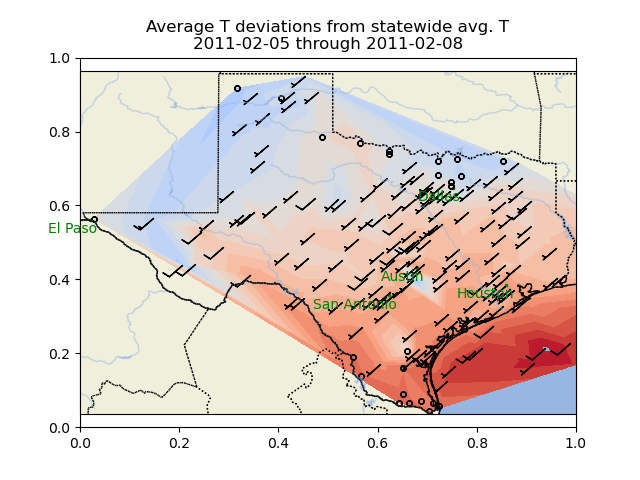 Average T deviations from statewide avg. T
2011-02-05 through 2011-02-08
1.0
0.8
0.6
0.4
0.2
0.0
El Paso
Dallas
Austin
San Antonio
Houston
0.0 0.2 0.4 0.6 0.8 1.0